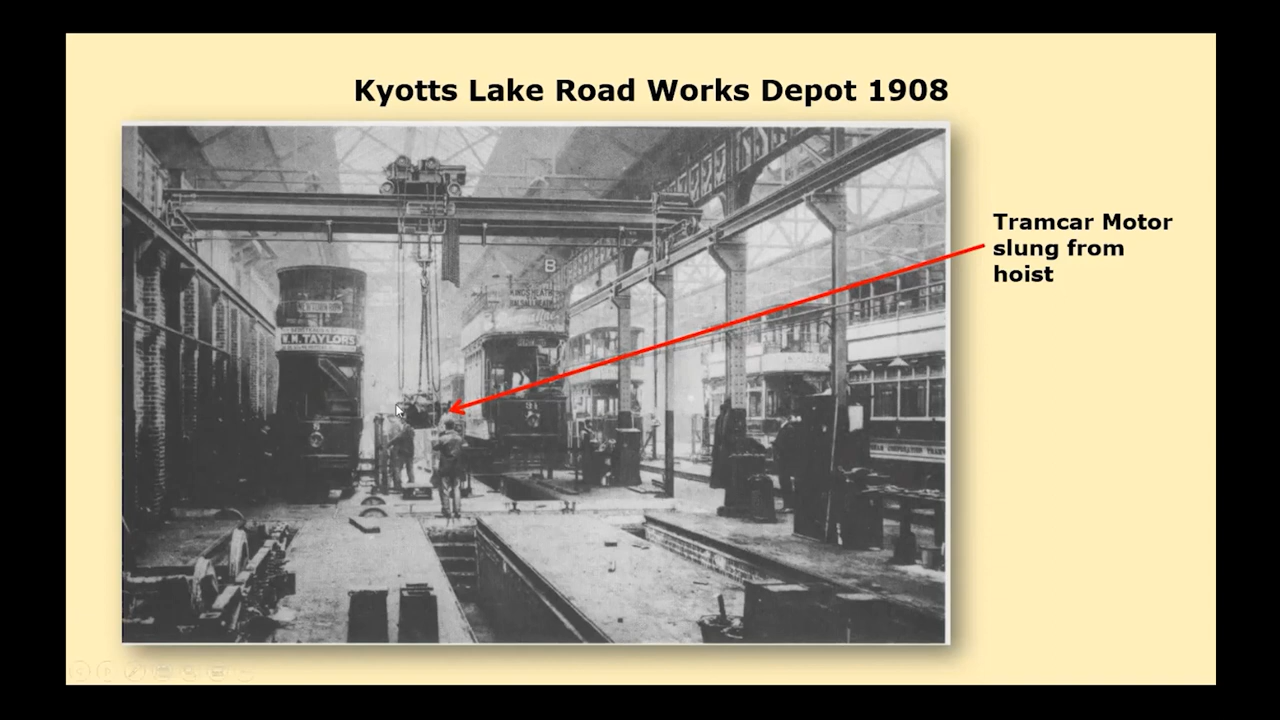 Kyotts Lake Road Works Depot 1908
Tramcar Motor
slung from
hoist
B
W.H.TAYLORS